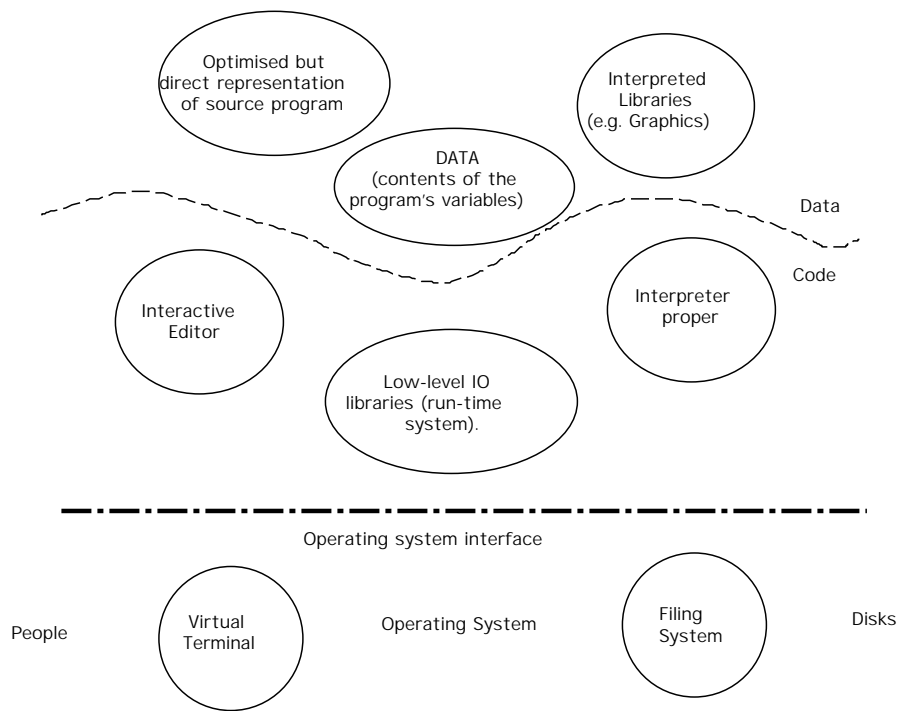 Optimised but
direct representation
of source program
Interpreted
Libraries
(e.g. Graphics)
DATA
(contents of the
program's variables)
Data
Code
Interactive
Editor
Interpreter
proper
Low-level IO
libraries (run-time
system).
Operating system interface
People
Virtual
Terminal
Operating System
Filing
System
Disks